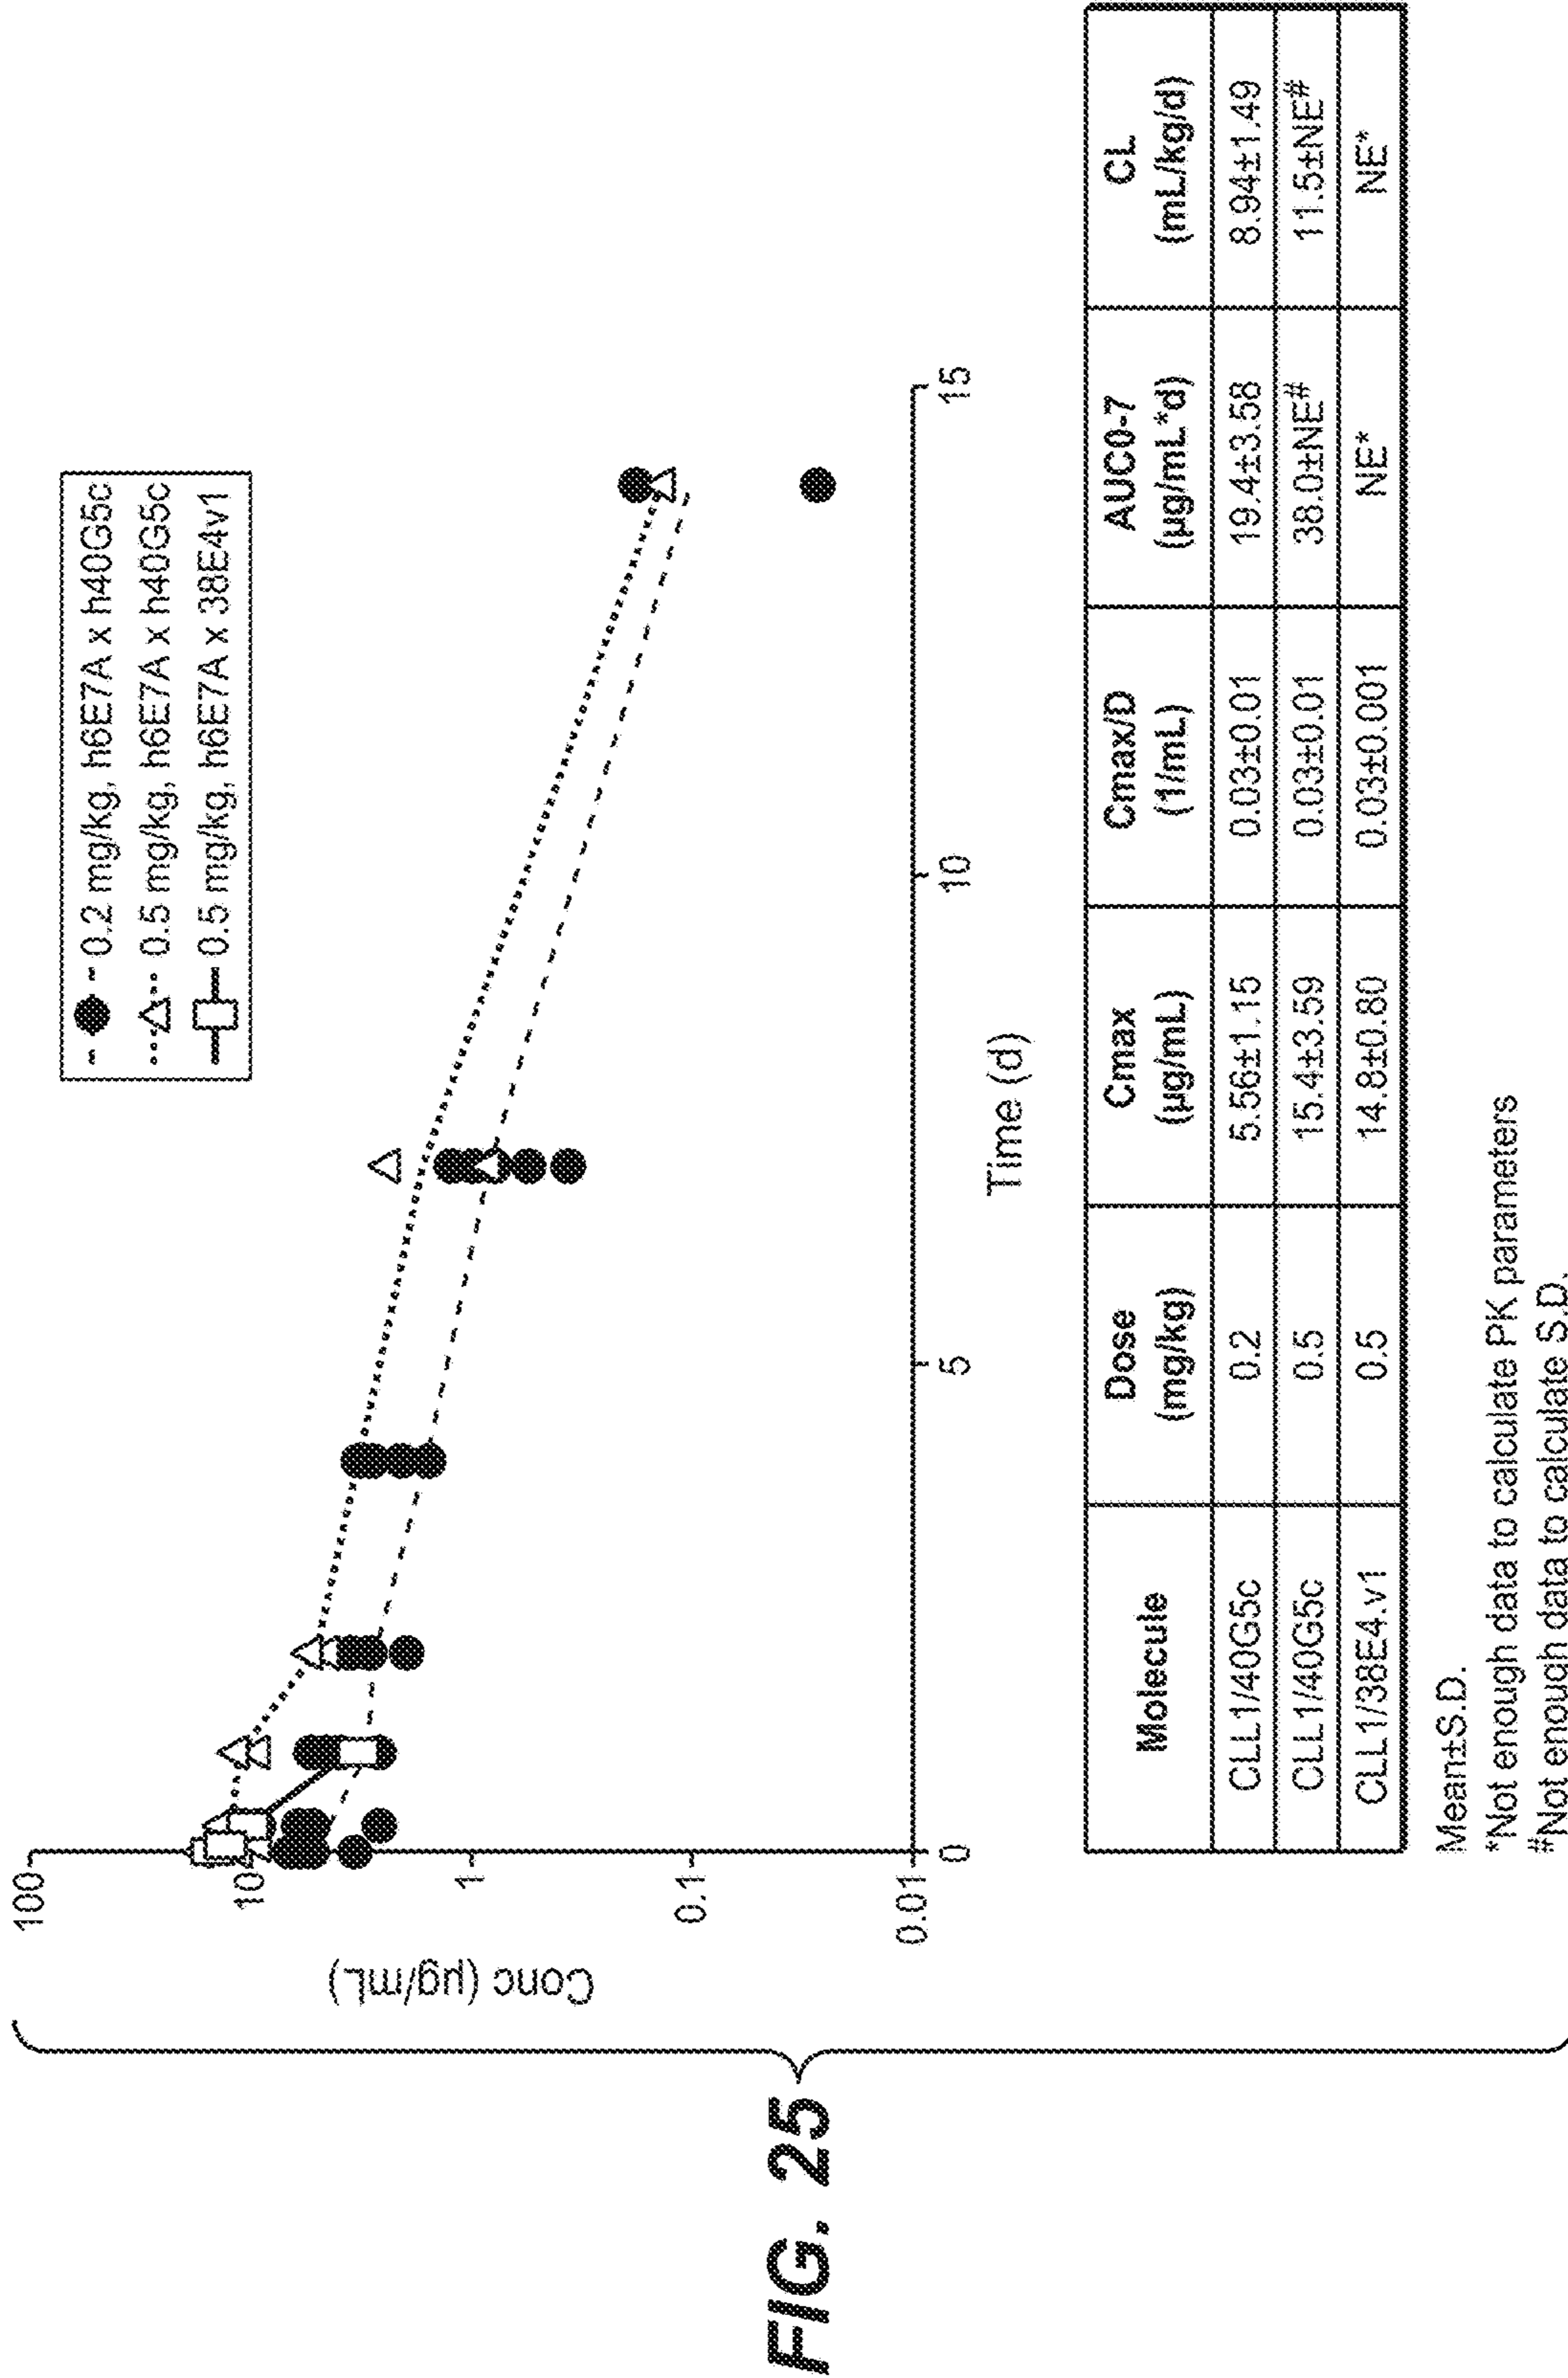 FIG. 25
Conc (µg/mL)
100
10
1
0.1
0.01
0.2 mg/kg, h6E7A x h40G5c
0.5 mg/kg, h6E7A x h40G5c
0.5 mg/kg, h6E7A x 38E4v1
0 5 10 15
Time (d)
Molecule Dose (mg/kg) Cmax (µg/mL) Cmax/D (1/mL) AUC0-7 (µg/mL*d) CL (mL/kg/d)
CLL1/40G5c 0.2 5.56±1.15 0.03±0.01 19.4±3.58 8.94±1.49
CLL1/40G5c 0.5 15.4±3.59 0.03±0.01 38.0±NE# 11.5±NE#
CLL1/38E4.v1 0.5 14.8±0.80 0.03±0.001 NE* NE*
Mean±S.D.
*Not enough data to calculate PK parameters
#Not enough data to calculate S.D.